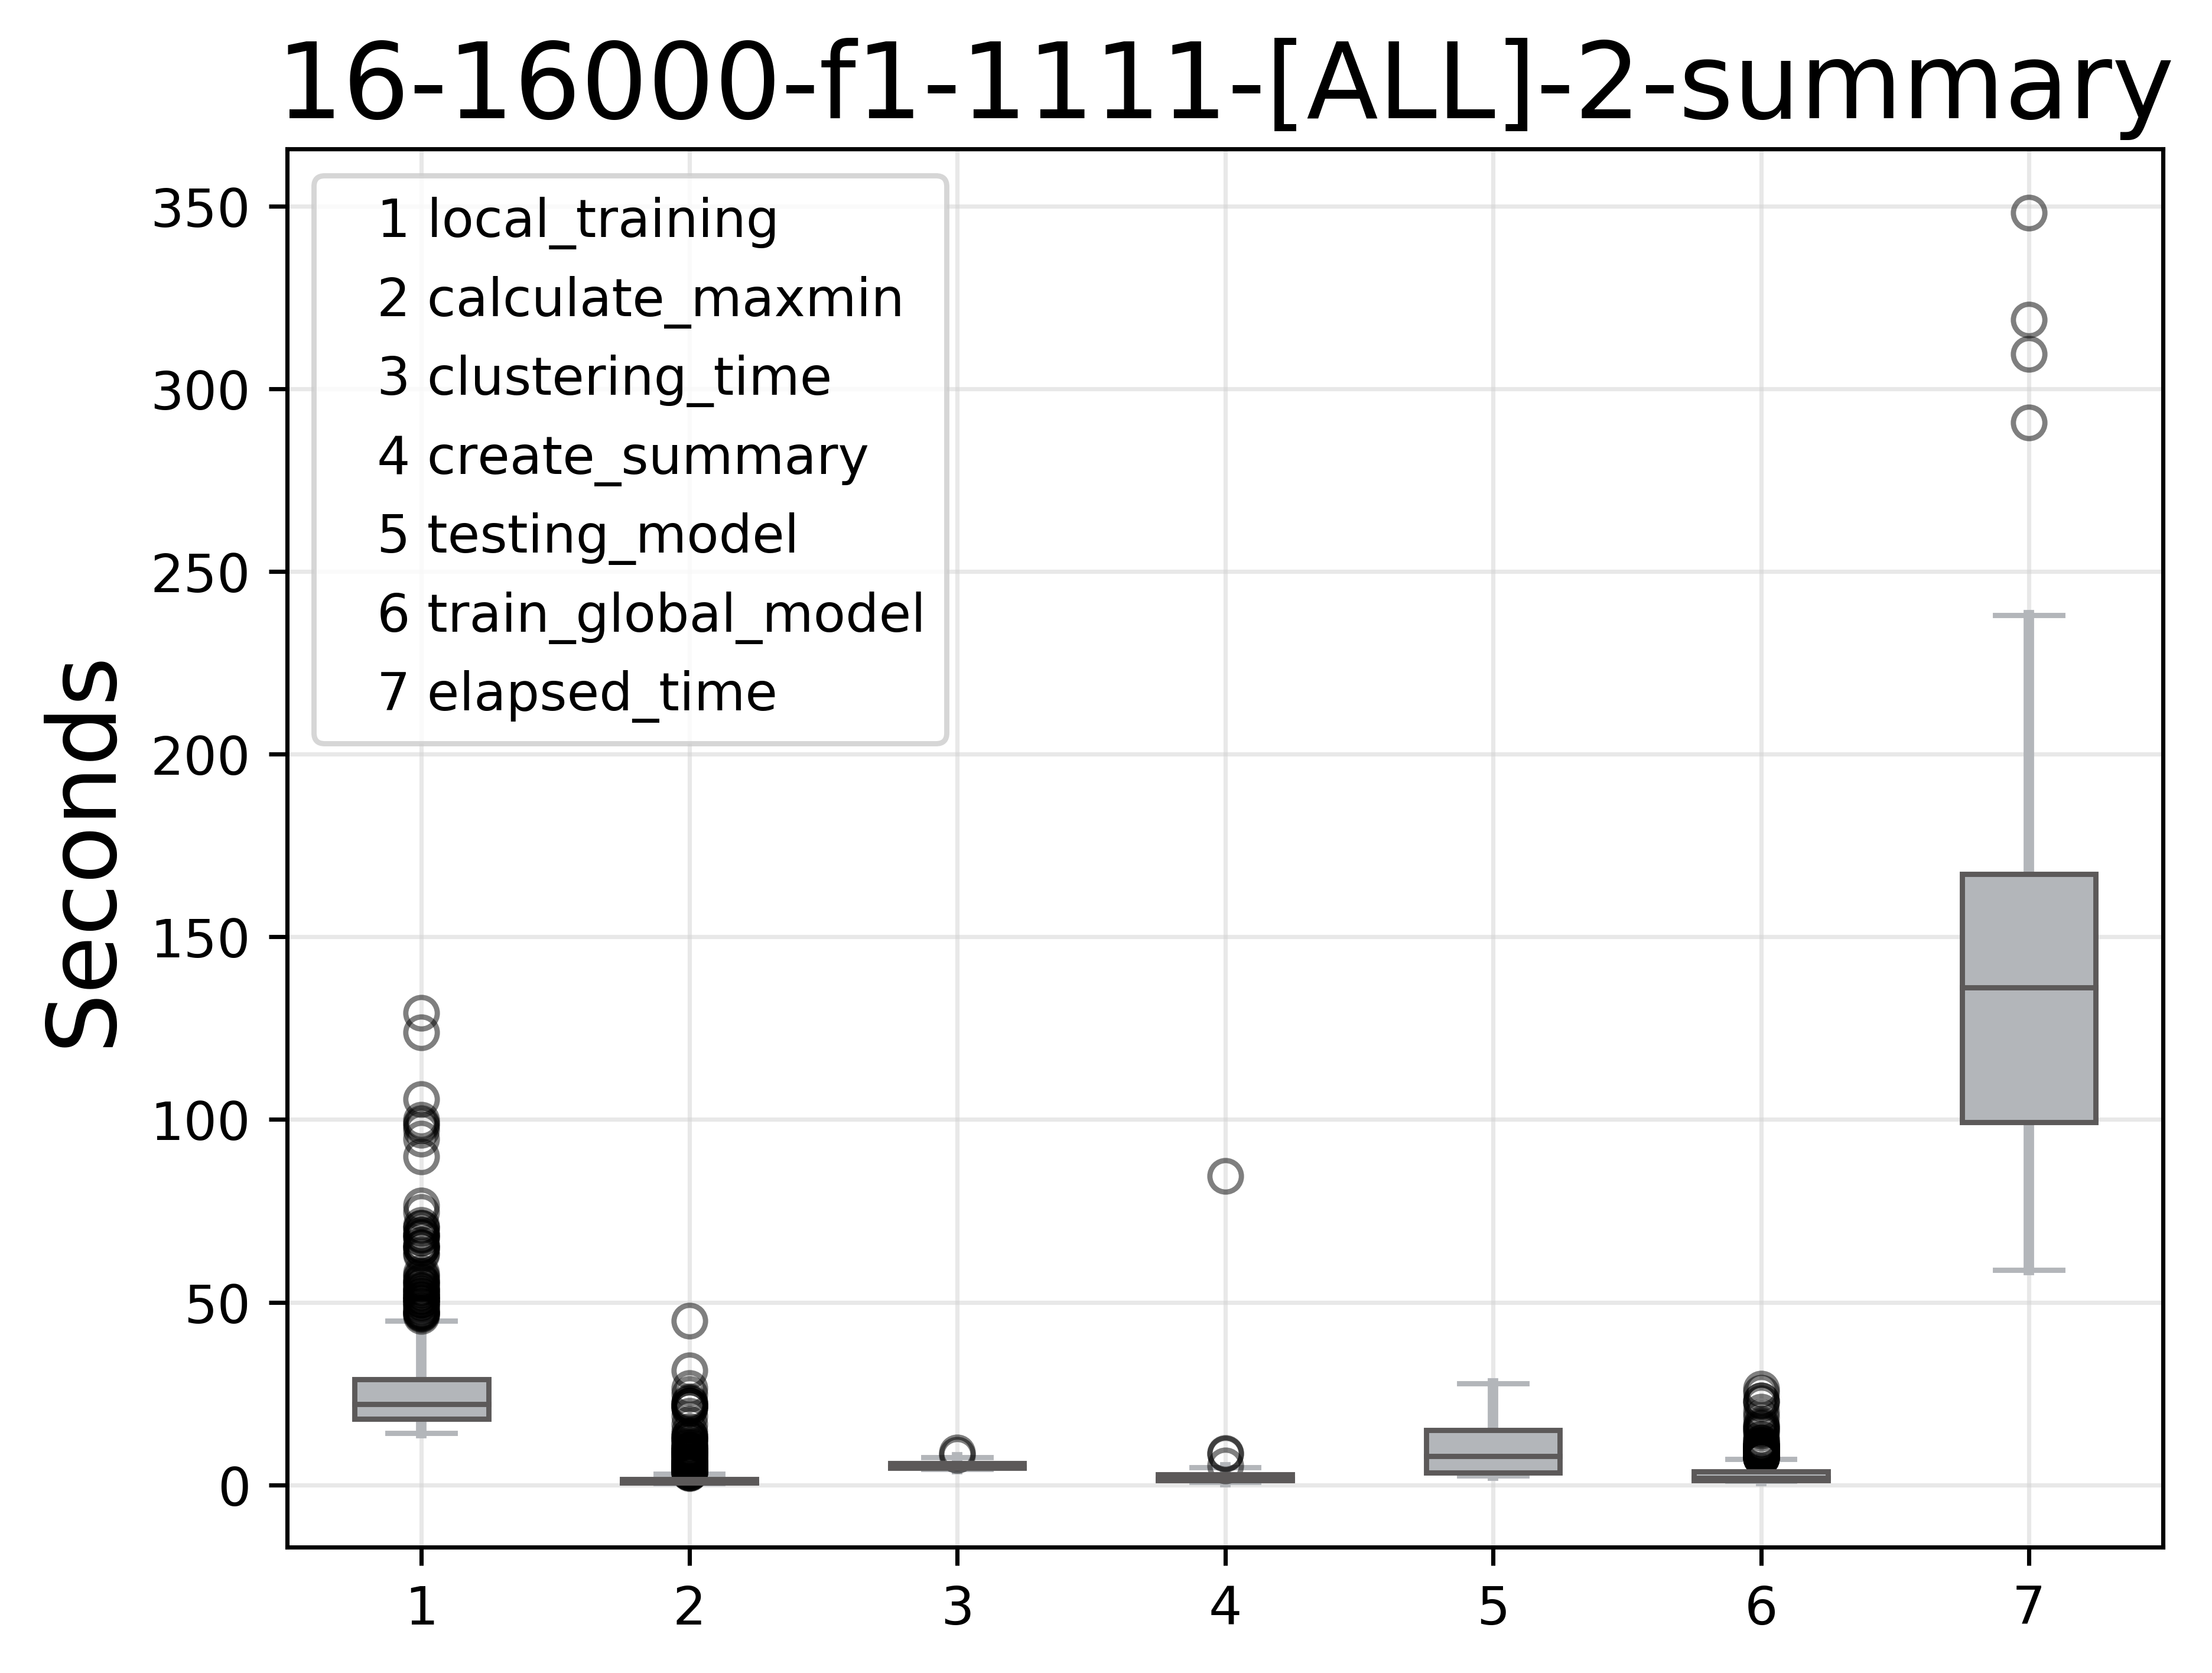 16-16000-f1-1111-[ALL]-2-summary
1 local_training
2 calculate_maxmin
3 clustering_time
4 create_summary
5 testing_model
6 train_global_model
7 elapsed_time
Seconds
350
300
250
200
150
100
50
0
1 2 3 4 5 6 7